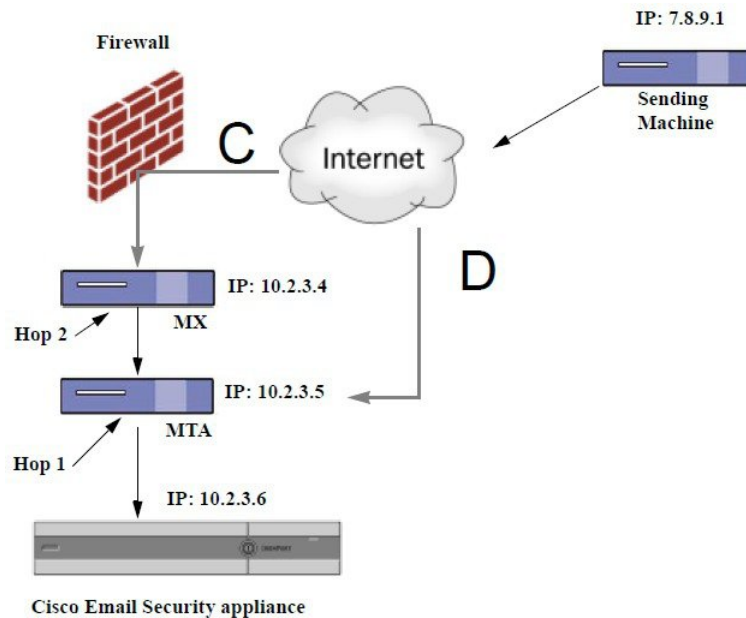 IP: 7.8.9.1
Firewall
Sending
Machine
C
Internet
D
IP: 10.2.3.4
MX
Hop 2
IP: 10.2.3.5
MTA
Hop 1
IP: 10.2.3.6
Cisco Email Security appliance